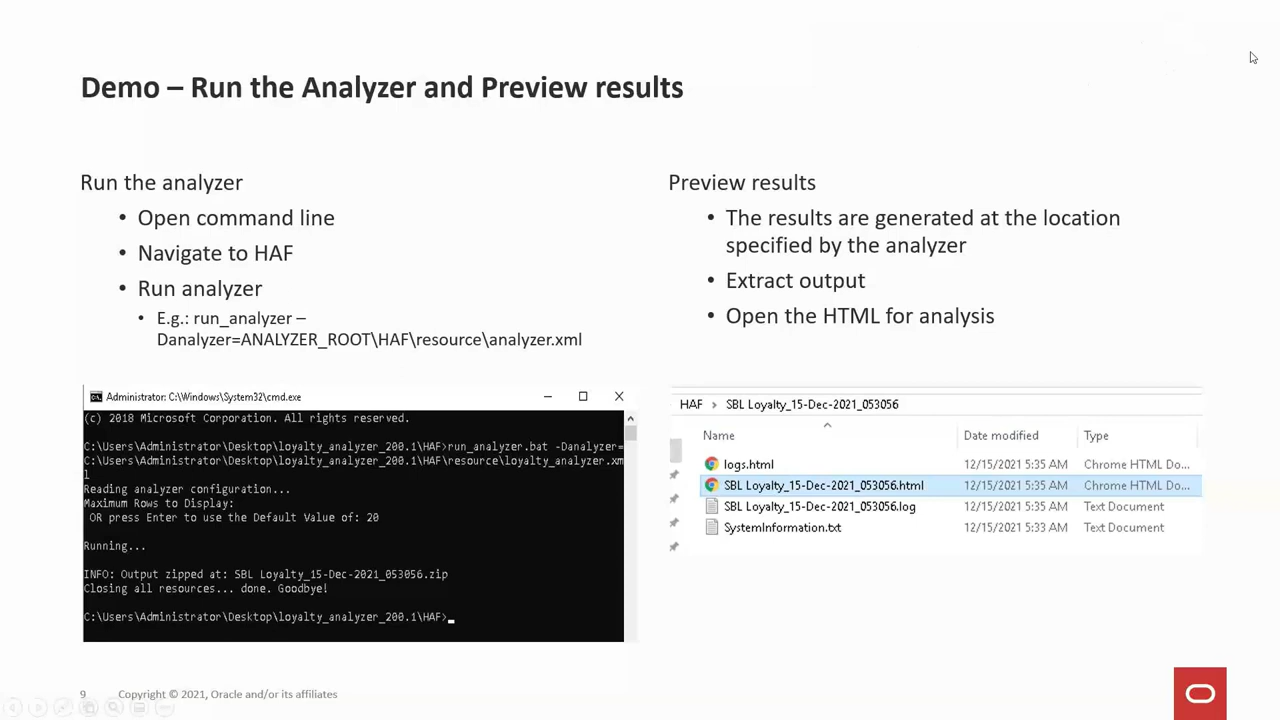 Demo – Run the Analyzer and Preview results
Run the analyzer
• Open command line
• Navigate to HAF
• Run analyzer
• E.g.: run_analyzer –
Danalyzer=ANALYZER_ROOT\HAF\resource\analyzer.xml
Preview results
• The results are generated at the location
specified by the analyzer
• Extract output
• Open the HTML for analysis
Administrator: C:\Windows\System32\cmd.exe
(c) 2018 Microsoft Corporation. All rights reserved.
C:\Users\Administrator\Desktop\loyalty_analyzer_200.1\HAF>run_analyzer.bat -Danalyzer=
C:\Users\Administrator\Desktop\loyalty_analyzer_200.1\HAF\resource\loyalty_analyzer.xm
l
Reading analyzer configuration...
Maximum Rows to Display:
OR press Enter to use the Default Value of: 20
Running...
INFO: Output zipped at: SBL Loyalty_15-Dec-2021_053056.zip
Closing all resources... done. Goodbye!
C:\Users\Administrator\Desktop\loyalty_analyzer_200.1\HAF>
HAF > SBL Loyalty_15-Dec-2021_053056
Name Date modified Type
logs.html 12/15/2021 5:35 AM Chrome HTML Do...
SBL Loyalty_15-Dec-2021_053056.html 12/15/2021 5:35 AM Chrome HTML Do...
SBL Loyalty_15-Dec-2021_053056.log 12/15/2021 5:35 AM Text Document
SystemInformation.txt 12/15/2021 5:33 AM Text Document
9 Copyright © 2021, Oracle and/or its affiliates